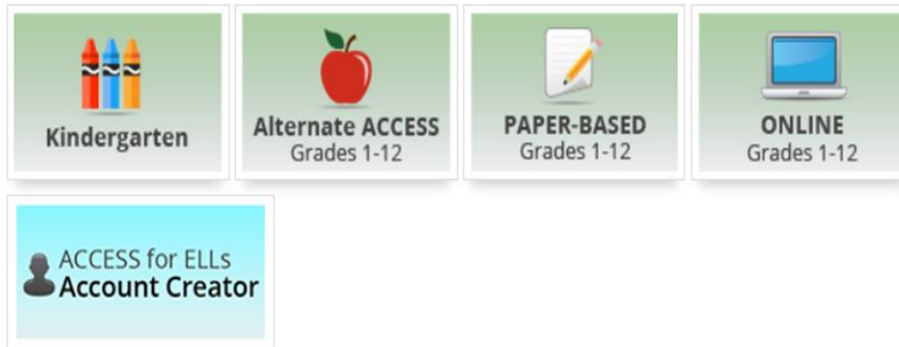 Kindergarten
Alternate ACCESS
Grades 1-12
PAPER-BASED
Grades 1-12
ONLINE
Grades 1-12
ACCESS for ELLs
Account Creator